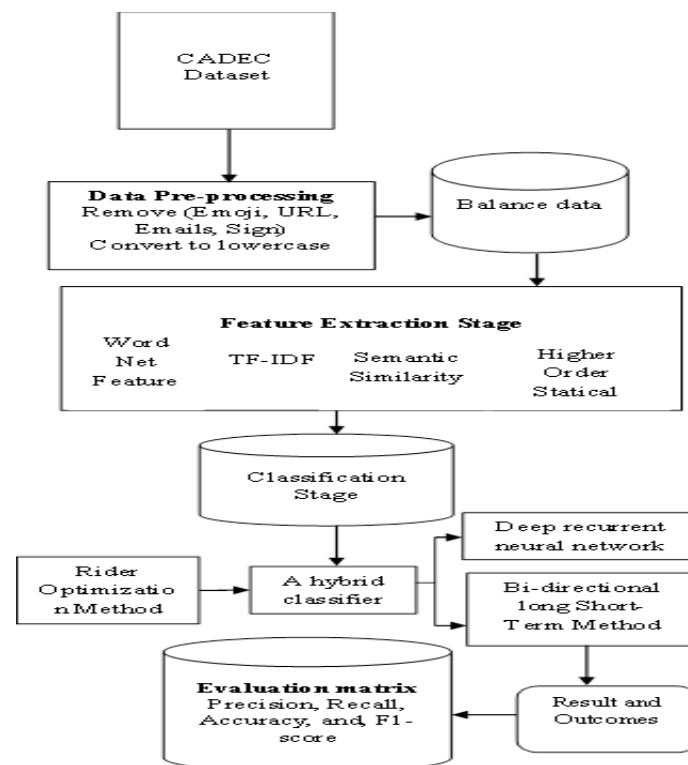 CADEC
Dataset
Data Pre-processing
Remove (Emoji, URL,
Emails, Sign)
Convert to lowercase
Balance data
Feature Extraction Stage
Word
Net
Feature
TF-IDF
Semantic
Similarity
Higher
Order
Statical
Classification
Stage
Deep recurrent
neural network
Rider
Optimizatio
n Method
A hybrid
classifier
Bi-directional
long Short-
Term Method
Evaluation matrix
Precision, Recall,
Accuracy, and, F1-
score
Result and
Outcomes